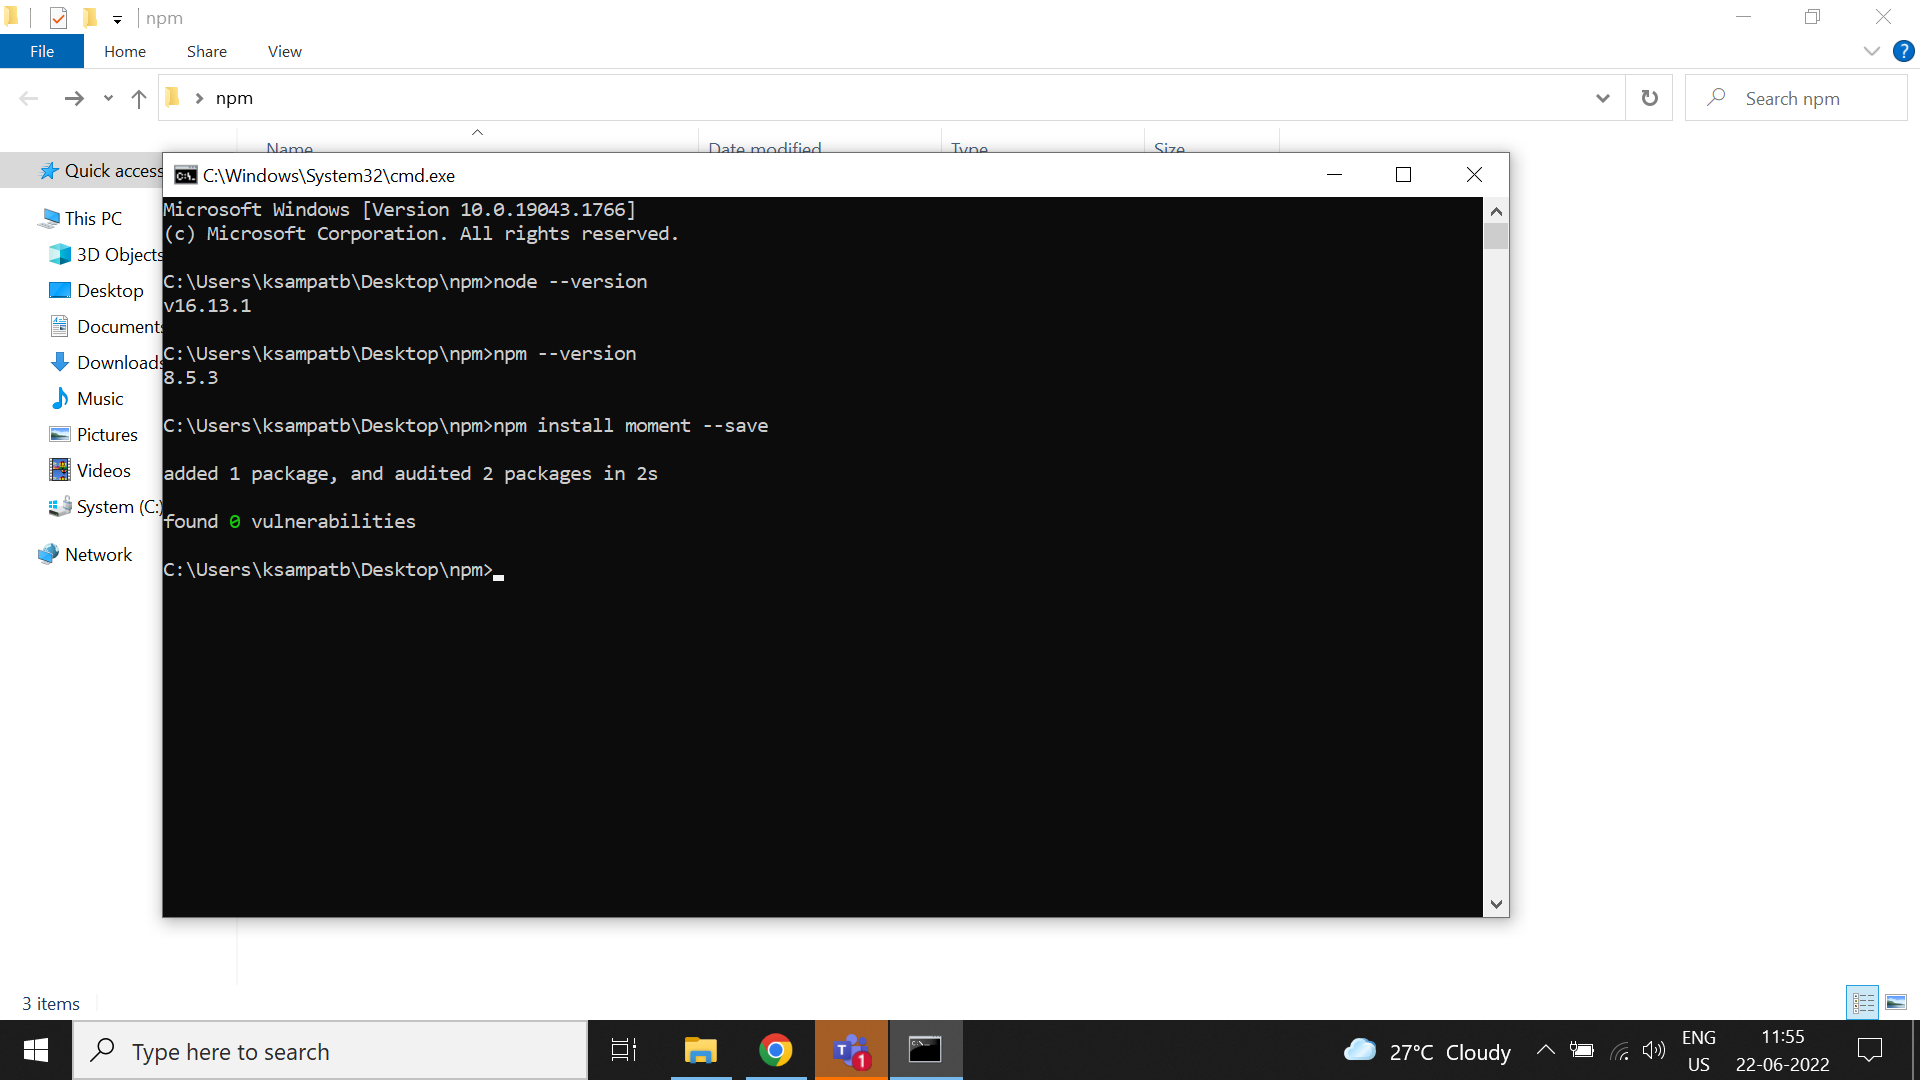 npm
File Home Share View
npm
Search npm
Name Date modified Type Size
Quick access
This PC
3D Objects
Desktop
Documents
Downloads
Music
Pictures
Videos
System (C:)
Network
C:\Windows\System32\cmd.exe
Microsoft Windows [Version 10.0.19043.1766]
(c) Microsoft Corporation. All rights reserved.
C:\Users\ksampatb\Desktop\npm>node --version
v16.13.1
C:\Users\ksampatb\Desktop\npm>npm --version
8.5.3
C:\Users\ksampatb\Desktop\npm>npm install moment --save
added 1 package, and audited 2 packages in 2s
found 0 vulnerabilities
C:\Users\ksampatb\Desktop\npm>
3 items
Type here to search
T 1
27°C Cloudy
ENG
US
11:55
22-06-2022